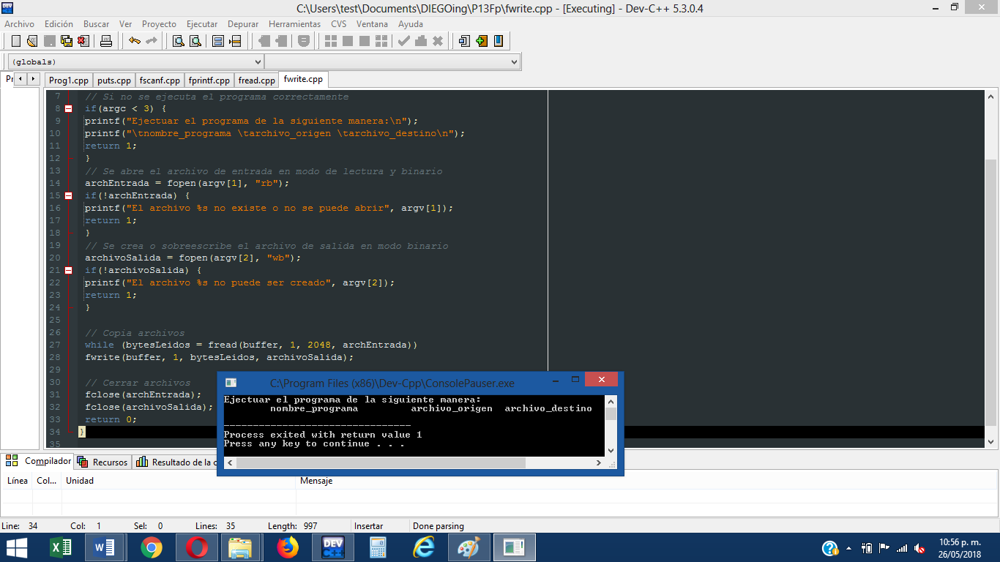 C:\Users\test\Documents\DIEGOing\P13Fp\fwrite.cpp - [Executing] - Dev-C++ 5.3.0.4
Archivo Edición Buscar Ver Proyecto Ejecutar Depurar Herramientas CVS Ventana Ayuda
(globals)
Pr Prog1.cpp puts.cpp fscanf.cpp fprintf.cpp fread.cpp fwrite.cpp
7 // Si no se ejecuta el programa correctamente
8 if(argc < 3) {
9 printf("Ejectuar el programa de la siguiente manera:\n");
10 printf("\tnombre_programa \tarchivo_origen \tarchivo_destino\n");
11 return 1;
12 }
13 // Se abre el archivo de entrada en modo de lectura y binario
14 archEntrada = fopen(argv[1], "rb");
15 if(!archEntrada) {
16 printf("El archivo %s no existe o no se puede abrir", argv[1]);
17 return 1;
18 }
19 // Se crea o sobreescribe el archivo de salida en modo binario
20 archivoSalida = fopen(argv[2], "wb");
21 if(!archivoSalida) {
22 printf("El archivo %s no puede ser creado", argv[2]);
23 return 1;
24 }
25
26 // Copia archivos
27 while (bytesLeidos = fread(buffer, 1, 2048, archEntrada))
28 fwrite(buffer, 1, bytesLeidos, archivoSalida);
29
30 // Cerrar archivos
31 fclose(archEntrada);
32 fclose(archivoSalida);
33 return 0;
34 }
35
C:\Program Files (x86)\Dev-Cpp\ConsolePauser.exe
Ejectuar el programa de la siguiente manera:
nombre_programa archivo_origen archivo_destino
--------------------------------
Process exited with return value 1
Press any key to continue . . .
Compilador Recursos Resultado de la c
Línea Col... Unidad Mensaje
Line: 34 Col: 1 Sel: 0 Lines: 35 Length: 997 Insertar Done parsing
DEV C++
10:56 p. m.
26/05/2018